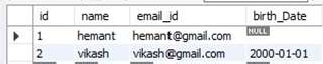 id name email_id birth_Date
1 hemant hemant@gmail.com NULL
2 vikash vikash@gmail.com 2000-01-01